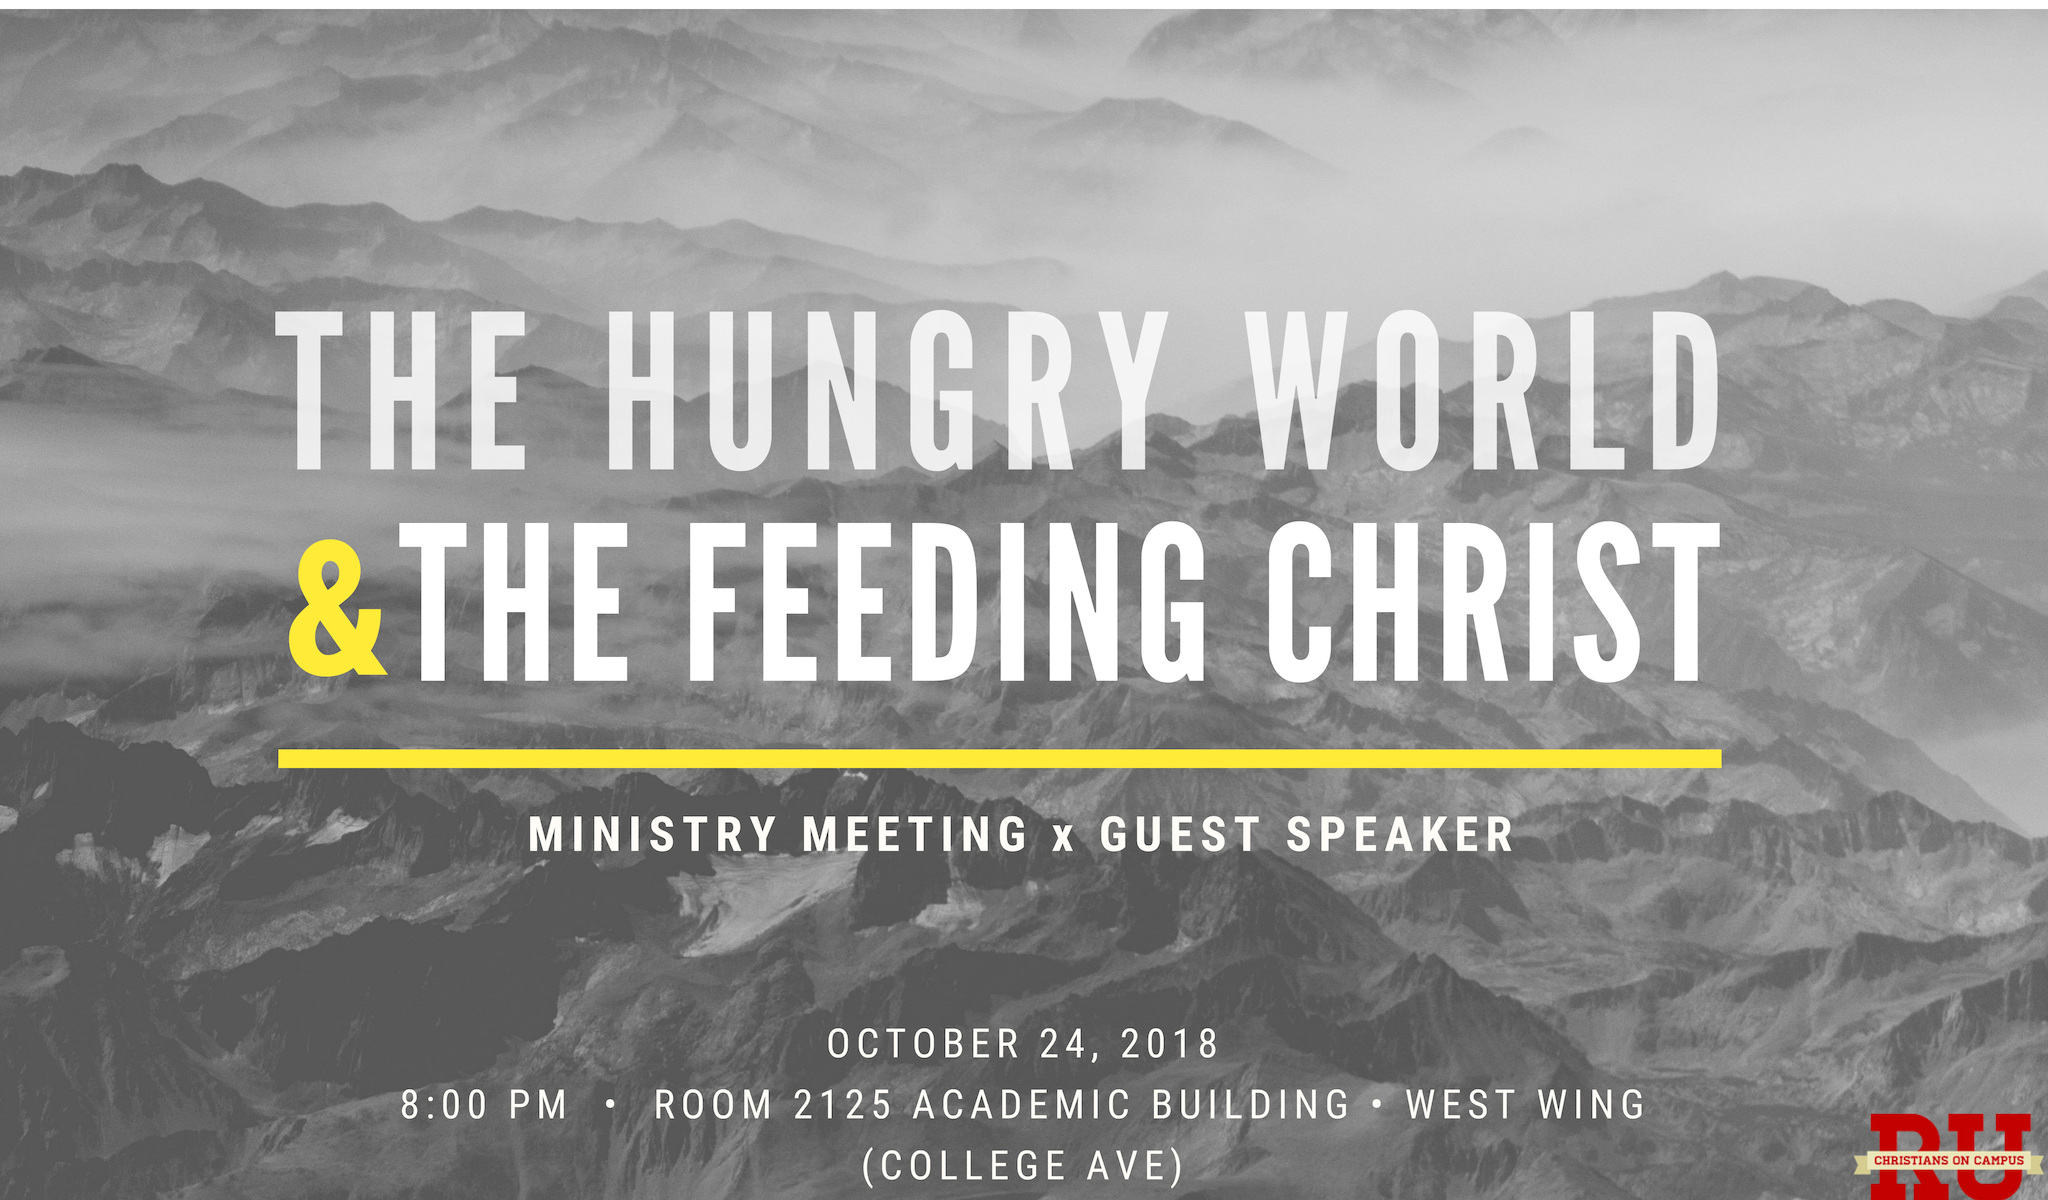 THE HUNGRY WORLD
& THE FEEDING CHRIST
MINISTRY MEETING x GUEST SPEAKER
OCTOBER 24, 2018
8:00 PM • ROOM 2125 ACADEMIC BUILDING • WEST WING
(COLLEGE AVE)
RU
CHRISTIANS ON CAMPUS